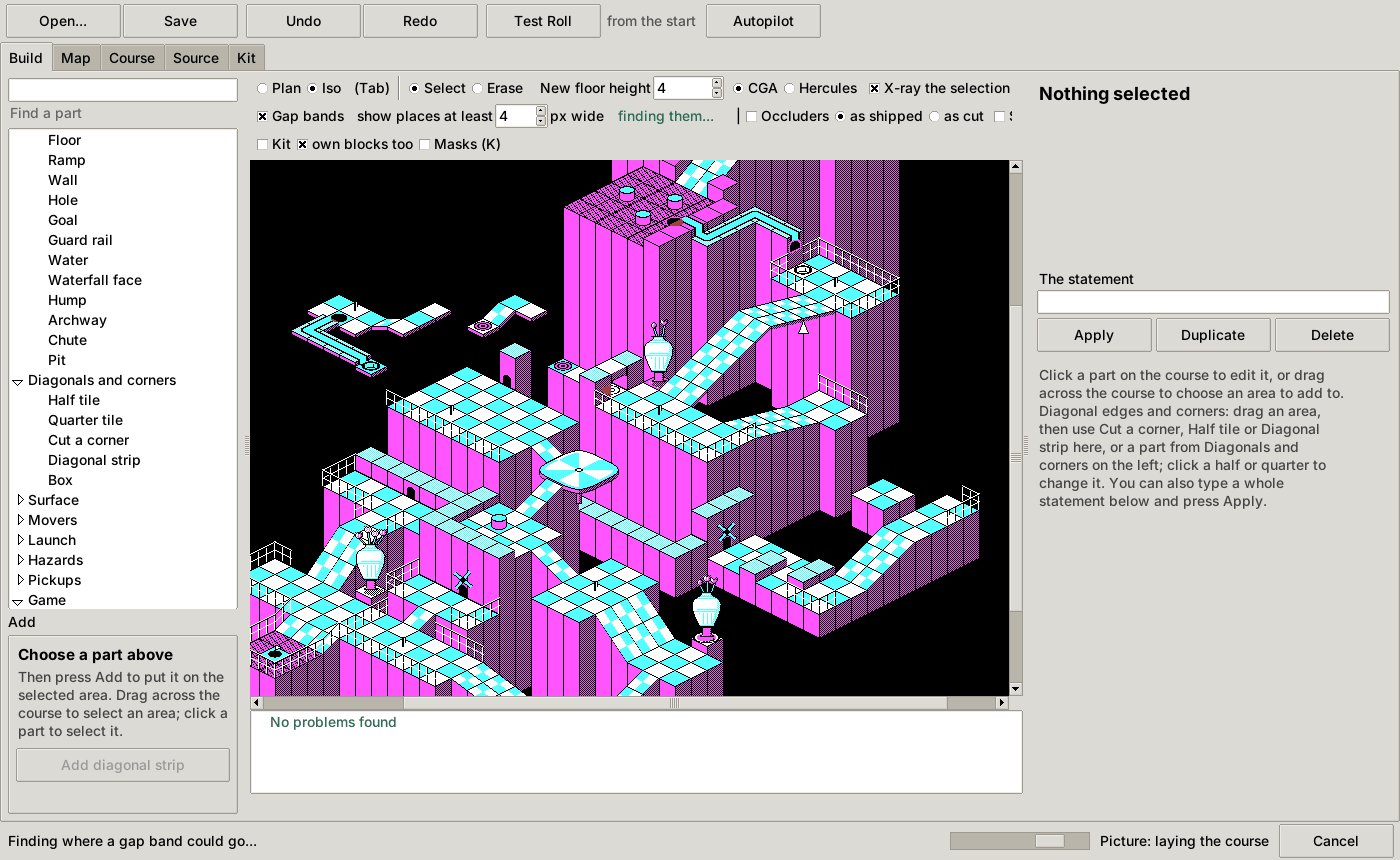 Open... Save Undo Redo Test Roll from the start Autopilot
Build Map Course Source Kit
Plan Iso (Tab) Select Erase New floor height 4 CGA Hercules X-ray the selection
Find a part
Gap bands show places at least 4 px wide finding them... | Occluders as shipped as cut
Kit own blocks too Masks (K)
Floor
Ramp
Wall
Hole
Goal
Guard rail
Water
Waterfall face
Hump
Archway
Chute
Pit
Diagonals and corners
Half tile
Quarter tile
Cut a corner
Diagonal strip
Box
Surface
Movers
Launch
Hazards
Pickups
Game
Add
Choose a part above
Then press Add to put it on the
selected area. Drag across the
course to select an area; click a
part to select it.
Add diagonal strip
No problems found
Nothing selected
The statement
Apply Duplicate Delete
Click a part on the course to edit it, or drag
across the course to choose an area to add to.
Diagonal edges and corners: drag an area,
then use Cut a corner, Half tile or Diagonal
strip here, or a part from Diagonals and
corners on the left; click a half or quarter to
change it. You can also type a whole
statement below and press Apply.
Finding where a gap band could go... Picture: laying the course Cancel